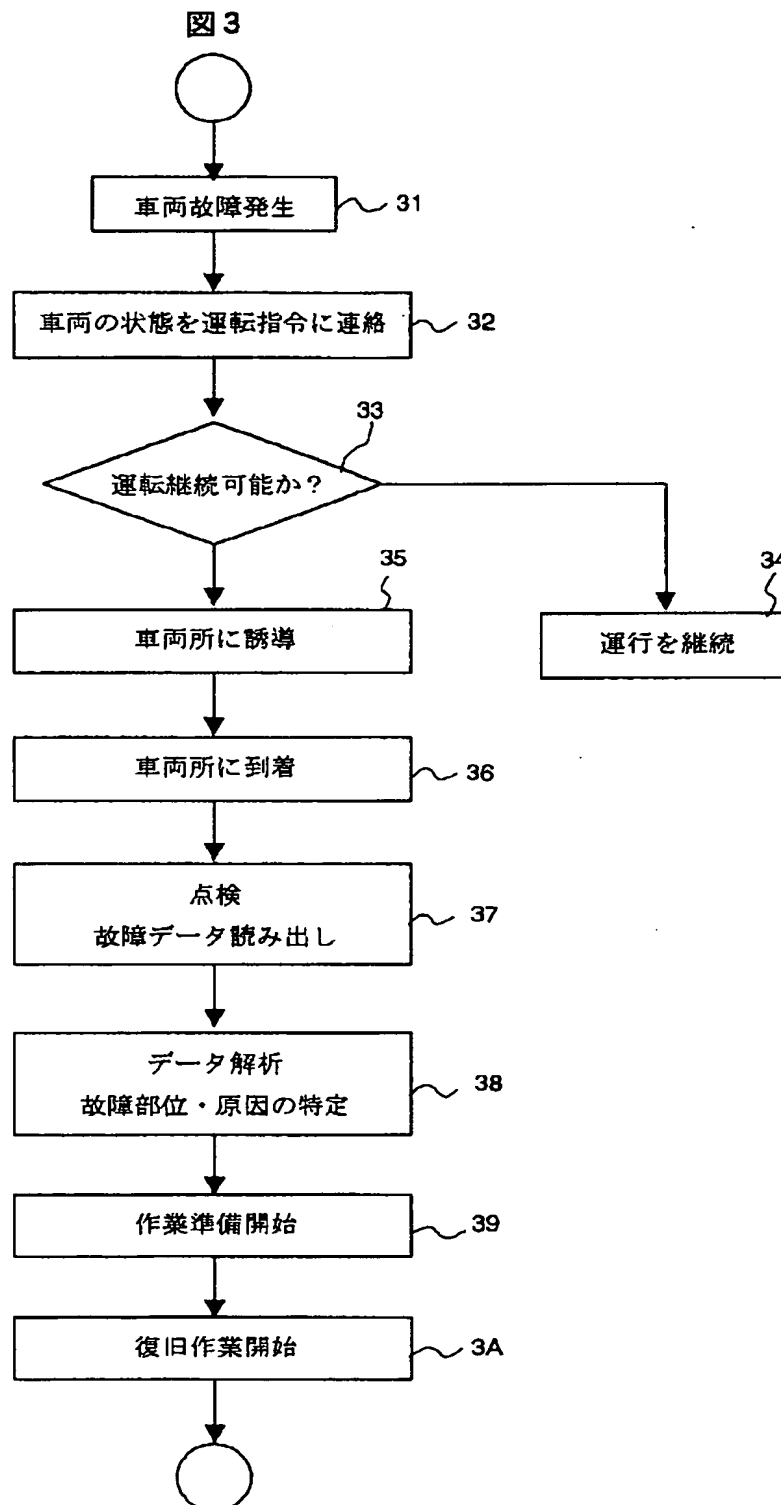 図3
車両故障発生
31
車両の状態を運転指令に連絡
32
33
運転継続可能か？
35
34
車両所に誘導
運行を継続
車両所に到着
36
点検
故障データ読み出し
37
データ解析
故障部位・原因の特定
38
作業準備開始
39
復旧作業開始
3A